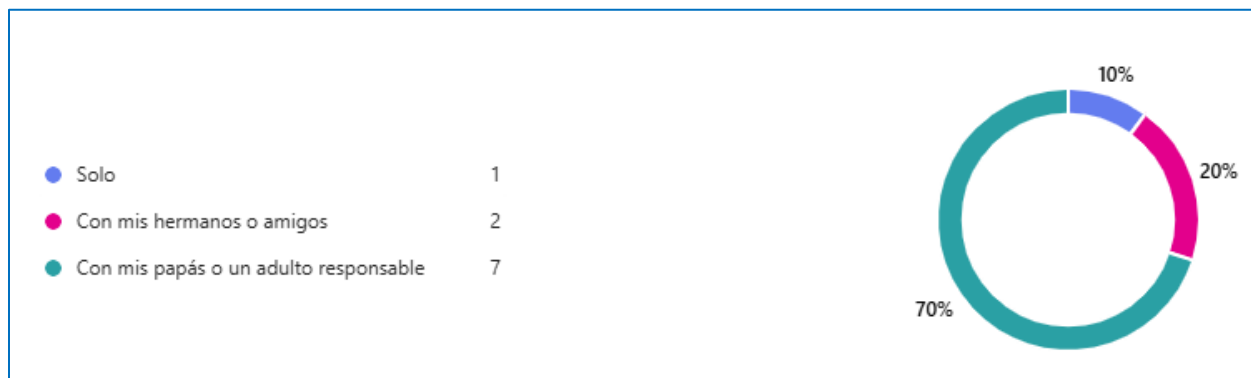 Solo 1
Con mis hermanos o amigos 2
Con mis papás o un adulto responsable 7
10%
20%
70%